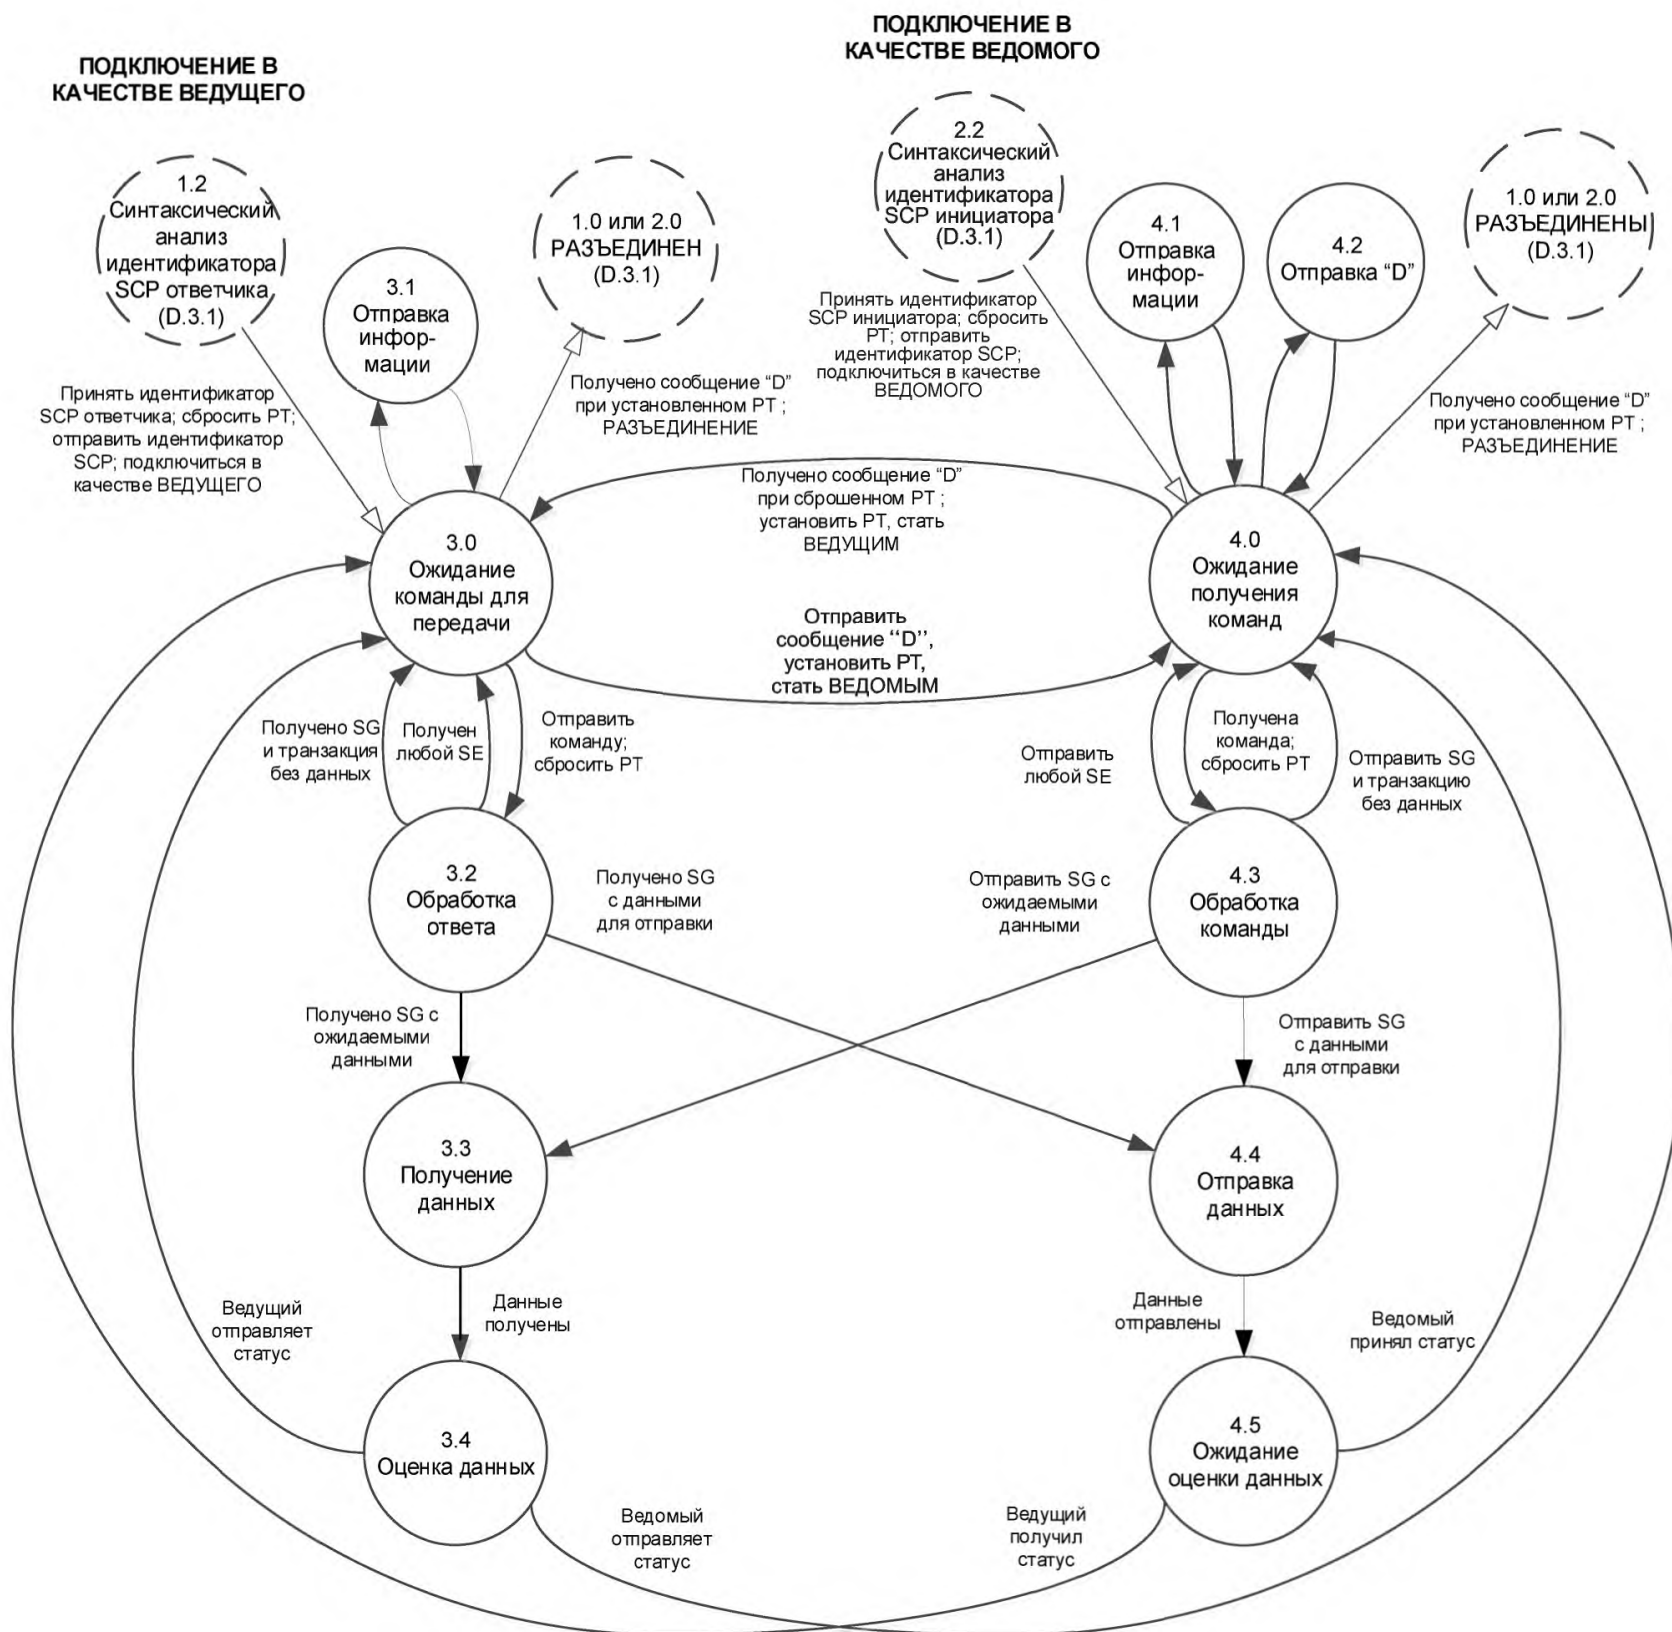 ПОДКЛЮЧЕНИЕ В
КАЧЕСТВЕ ВЕДУЩЕГО
ПОДКЛЮЧЕНИЕ В
КАЧЕСТВЕ ВЕДОМОГО
1.2
Синтаксический
анализ
идентификатора
SCP ответчика
(D.3.1)
3.1
Отправка
инфор-
мации
1.0 или 2.0
РАЗЪЕДИНЕН
(D.3.1)
2.2
Синтаксический
анализ
идентификатора
SCP инициатора
(D.3.1)
4.1
Отправка
инфор-
мации
4.2
Отправка “D”
1.0 или 2.0
РАЗЪЕДИНЕНЫ
(D.3.1)
Принять идентификатор
SCP ответчика; сбросить PT;
отправить идентификатор
SCP; подключиться в
качестве ВЕДУЩЕГО
Получено сообщение “D”
при установленном PT ;
РАЗЪЕДИНЕНИЕ
Принять идентификатор
SCP инициатора; сбросить
PT; отправить
идентификатор SCP;
подключиться в качестве
ВЕДОМОГО
Получено сообщение “D”
при установленном PT ;
РАЗЪЕДИНЕНИЕ
Получено сообщение “D”
при сброшенном PT ;
установить PT, стать
ВЕДУЩИМ
3.0
Ожидание
команды для
передачи
Отправить
сообщение “D”,
установить PT,
стать ВЕДОМЫМ
4.0
Ожидание
получения
команд
Получено SG
и транзакция
без данных
Получен
любой SE
Отправить
команду;
сбросить PT
Отправить
любой SE
Получена
команда;
сбросить PT
Отправить SG
и транзакцию
без данных
3.2
Обработка
ответа
Получено SG
с данными
для отправки
Отправить SG с
ожидаемыми
данными
4.3
Обработка
команды
Получено SG с
ожидаемыми
данными
Отправить SG
с данными
для отправки
3.3
Получение
данных
4.4
Отправка
данных
Ведущий
отправляет
статус
Данные
получены
Данные
отправлены
Ведомый
принял статус
3.4
Оценка данных
4.5
Ожидание
оценки данных
Ведомый
отправляет
статус
Ведущий
получил
статус